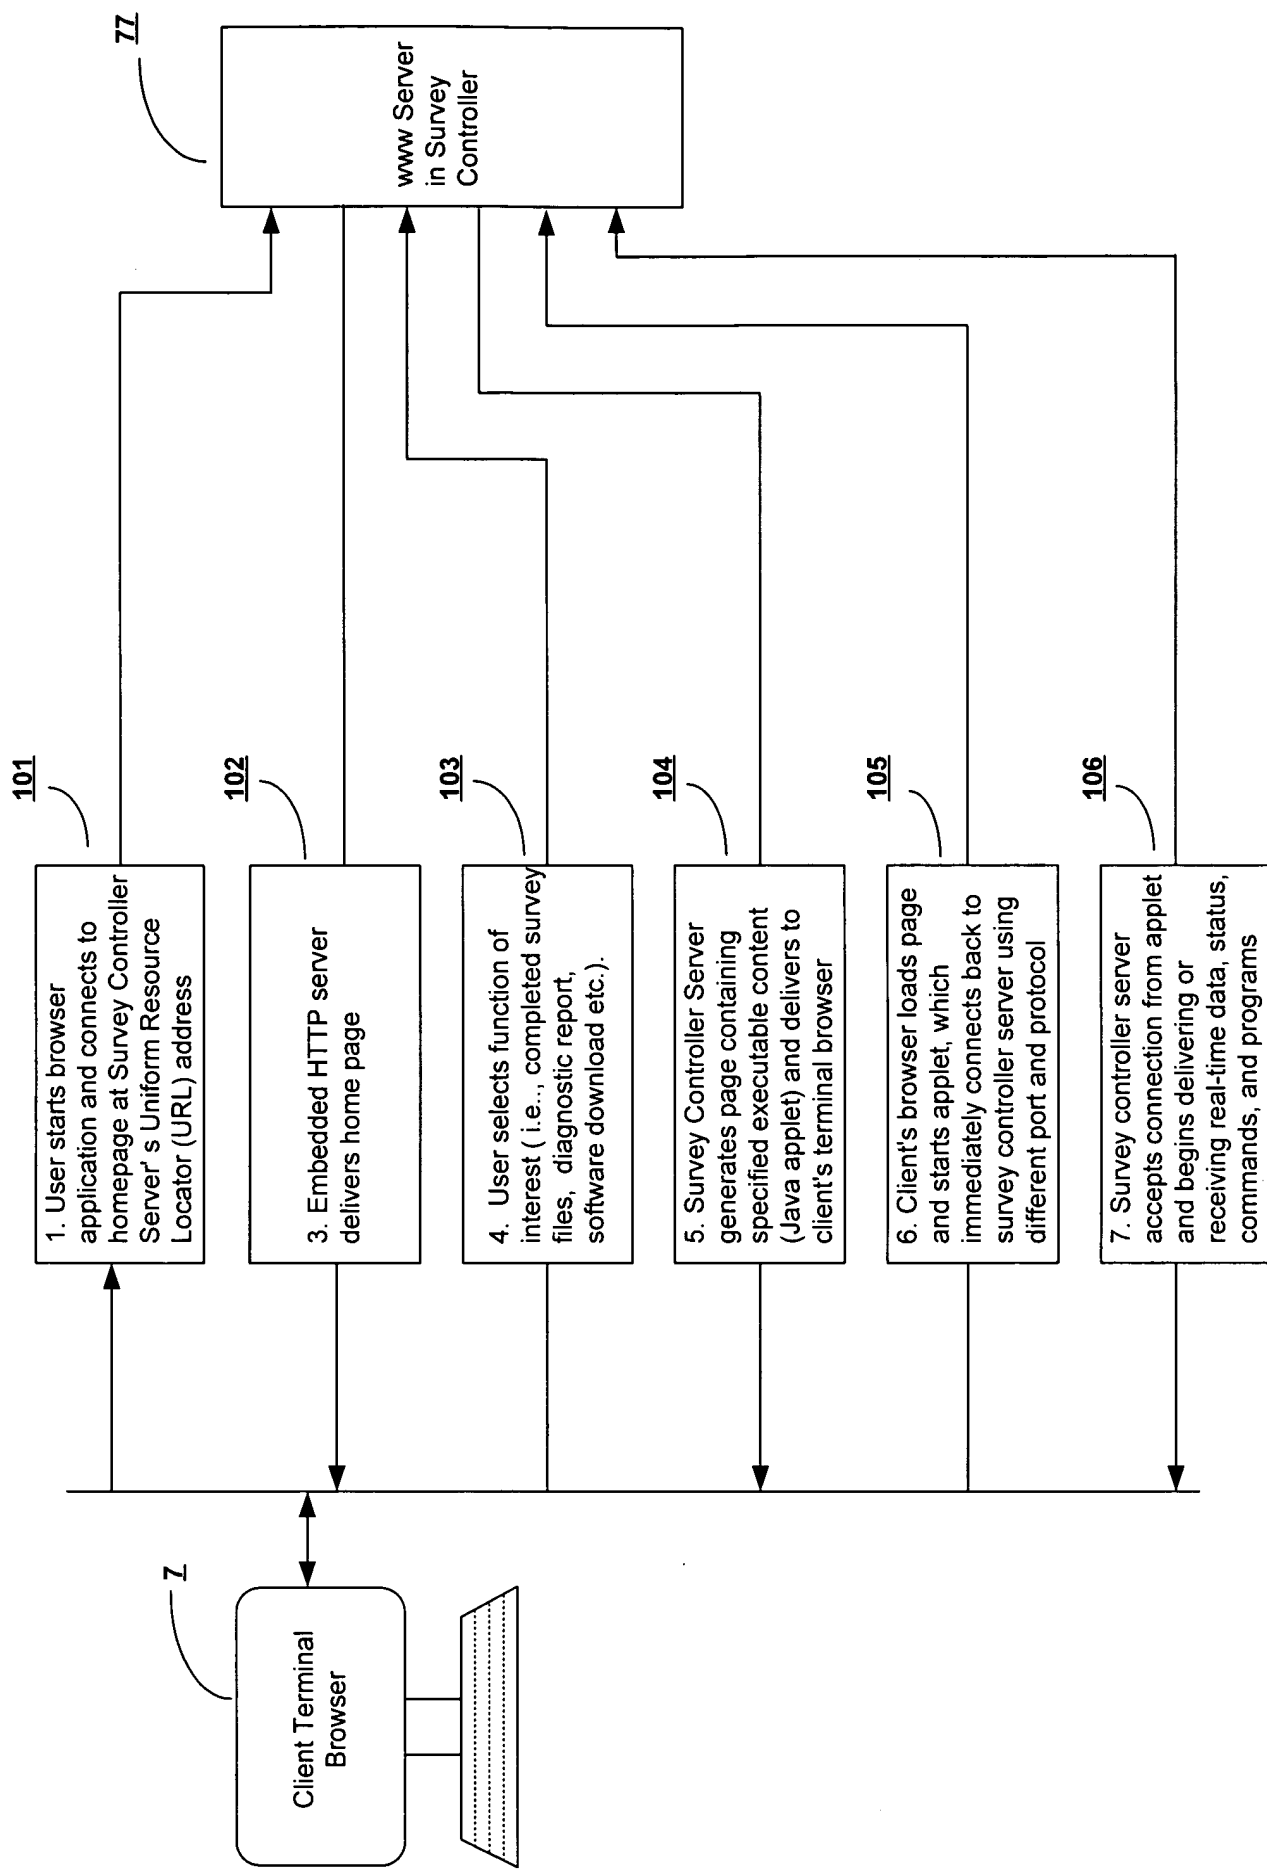 77
www Server
in Survey
Controller
101
1. User starts browser
application and connects to
homepage at Survey Controller
Server' s Uniform Resource
Locator (URL) address
102
3. Embedded HTTP server
delivers home page
103
4. User selects function of
interest ( i.e.., completed survey
files, diagnostic report,
software download etc.).
104
5. Survey Controller Server
generates page containing
specified executable content
(Java applet) and delivers to
client's terminal browser
105
6. Client's browser loads page
and starts applet, which
immediately connects back to
survey controller server using
different port and protocol
106
7. Survey controller server
accepts connection from applet
and begins delivering or
receiving real-time data, status,
commands, and programs
7
Client Terminal
Browser